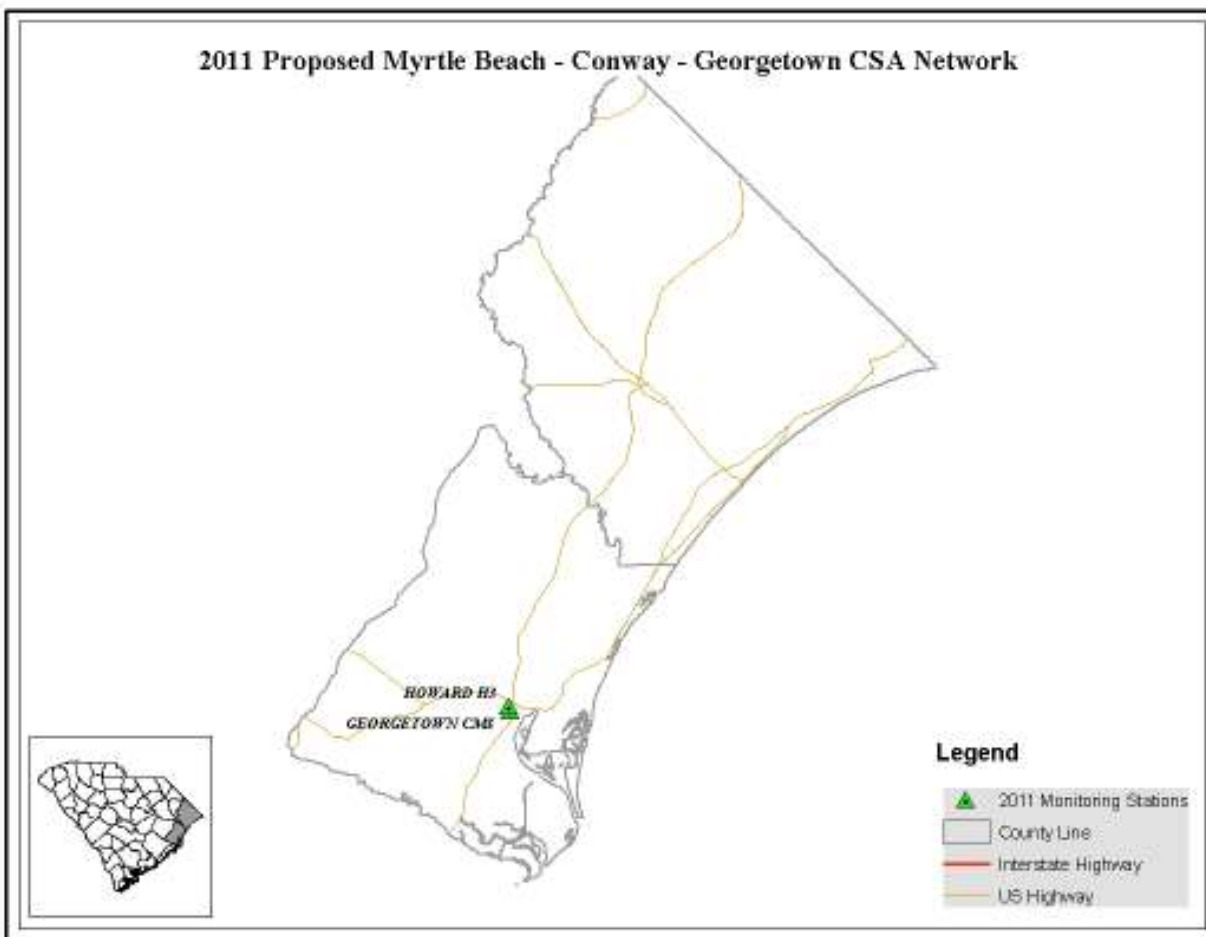 2011 Proposed Myrtle Beach - Conway - Georgetown CSA Network
HOWARD H3
GEORGETOWN CMS
Legend
2011 Monitoring Stations
County Line
Interstate Highway
US Highway